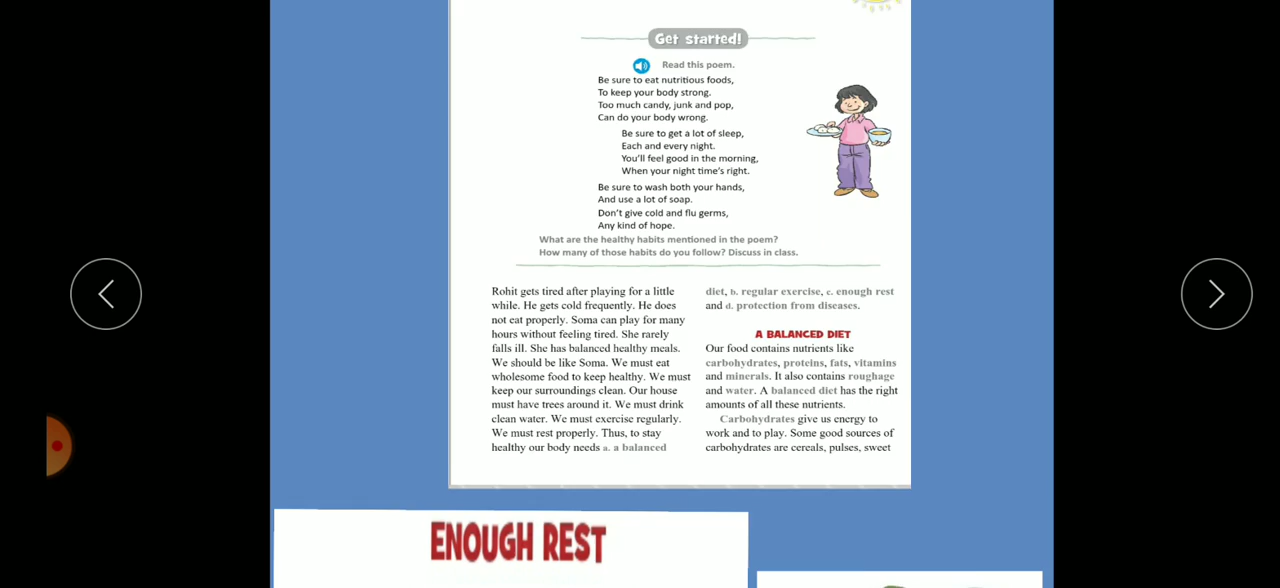 Get started!
Read this poem.
Be sure to eat nutritious foods,
To keep your body strong.
Too much candy, junk and pop,
Can do your body wrong.
Be sure to get a lot of sleep,
Each and every night.
You'll feel good in the morning,
When your night time's right.
Be sure to wash both your hands,
And use a lot of soap.
Don't give cold and flu germs,
Any kind of hope.
What are the healthy habits mentioned in the poem?
How many of those habits do you follow? Discuss in class.
Rohit gets tired after playing for a little
while. He gets cold frequently. He does
not eat properly. Soma can play for many
hours without feeling tired. She rarely
falls ill. She has balanced healthy meals.
We should be like Soma. We must eat
wholesome food to keep healthy. We must
keep our surroundings clean. Our house
must have trees around it. We must drink
clean water. We must exercise regularly.
We must rest properly. Thus, to stay
healthy our body needs a. a balanced
diet, b. regular exercise, c. enough rest
and d. protection from diseases.
A BALANCED DIET
Our food contains nutrients like
carbohydrates, proteins, fats, vitamins
and minerals. It also contains roughage
and water. A balanced diet has the right
amounts of all these nutrients.
Carbohydrates give us energy to
work and to play. Some good sources of
carbohydrates are cereals, pulses, sweet
ENOUGH REST